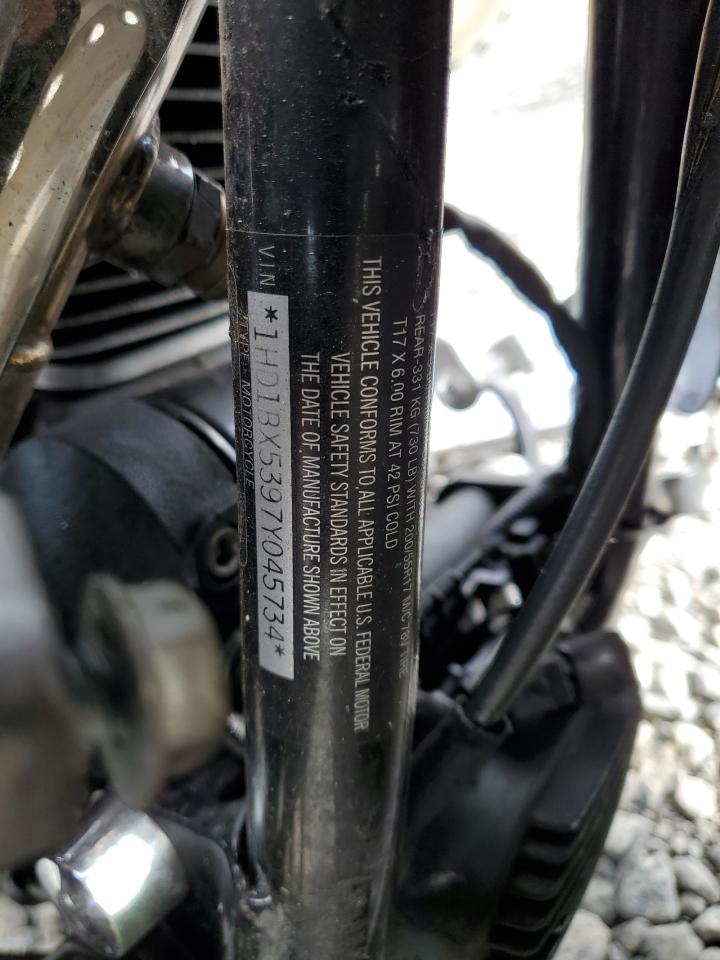 REAR-331 KG (730 LB) WITH 200/55R17 M/C 78V TIRE
T17 X 6.00 RIM AT 42 PSI COLD
THIS VEHICLE CONFORMS TO ALL APPLICABLE U.S. FEDERAL MOTOR
VEHICLE SAFETY STANDARDS IN EFFECT ON
THE DATE OF MANUFACTURE SHOWN ABOVE
V.I.N. *1HD1BX5397Y045734*
TYPE - MOTORCYCLE